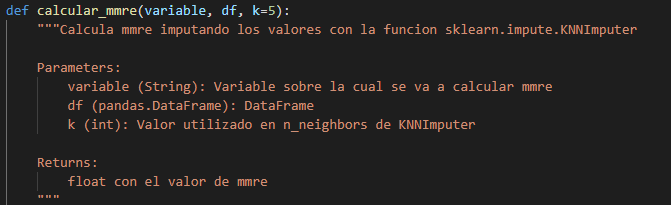 def calcular_mmre(variable, df, k=5):
    """Calcula mmre imputando los valores con la funcion sklearn.impute.KNNImputer
    Parameters:
        variable (String): Variable sobre la cual se va a calcular mmre
        df (pandas.DataFrame): DataFrame
        k (int): Valor utilizado en n_neighbors de KNNImputer
    Returns:
        float con el valor de mmre
    """